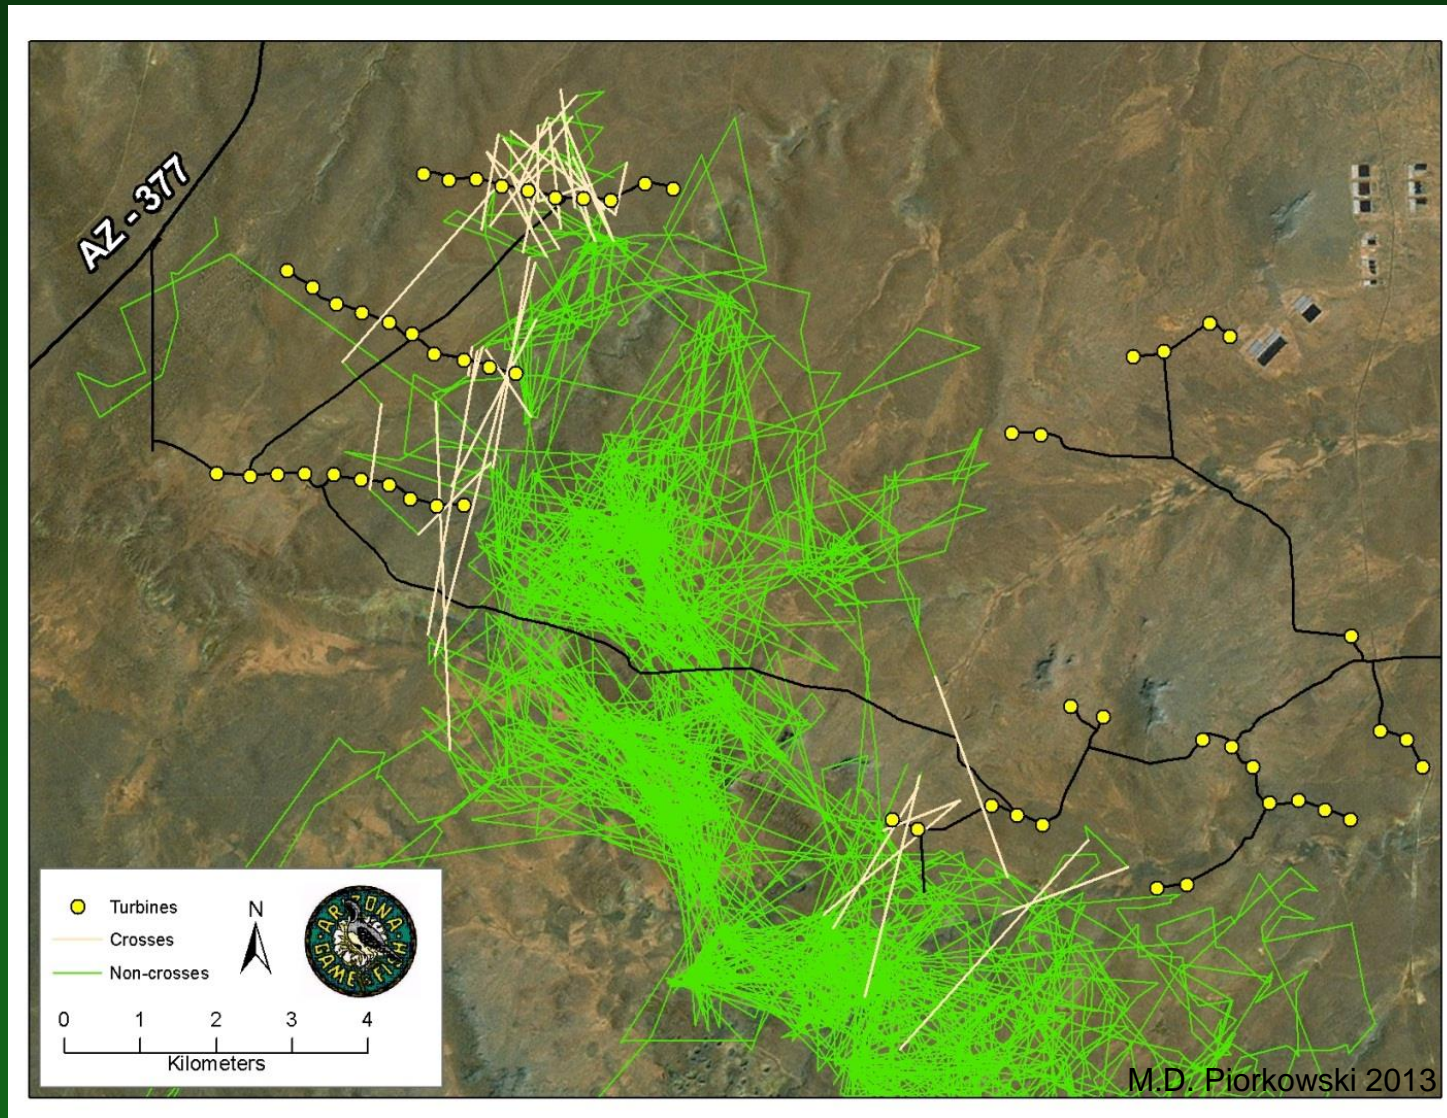 AZ - 377
Turbines
Crosses
Non-crosses
N
ARIZONA
GAME & FISH
0 1 2 3 4
Kilometers
M.D. Piorkowski 2013